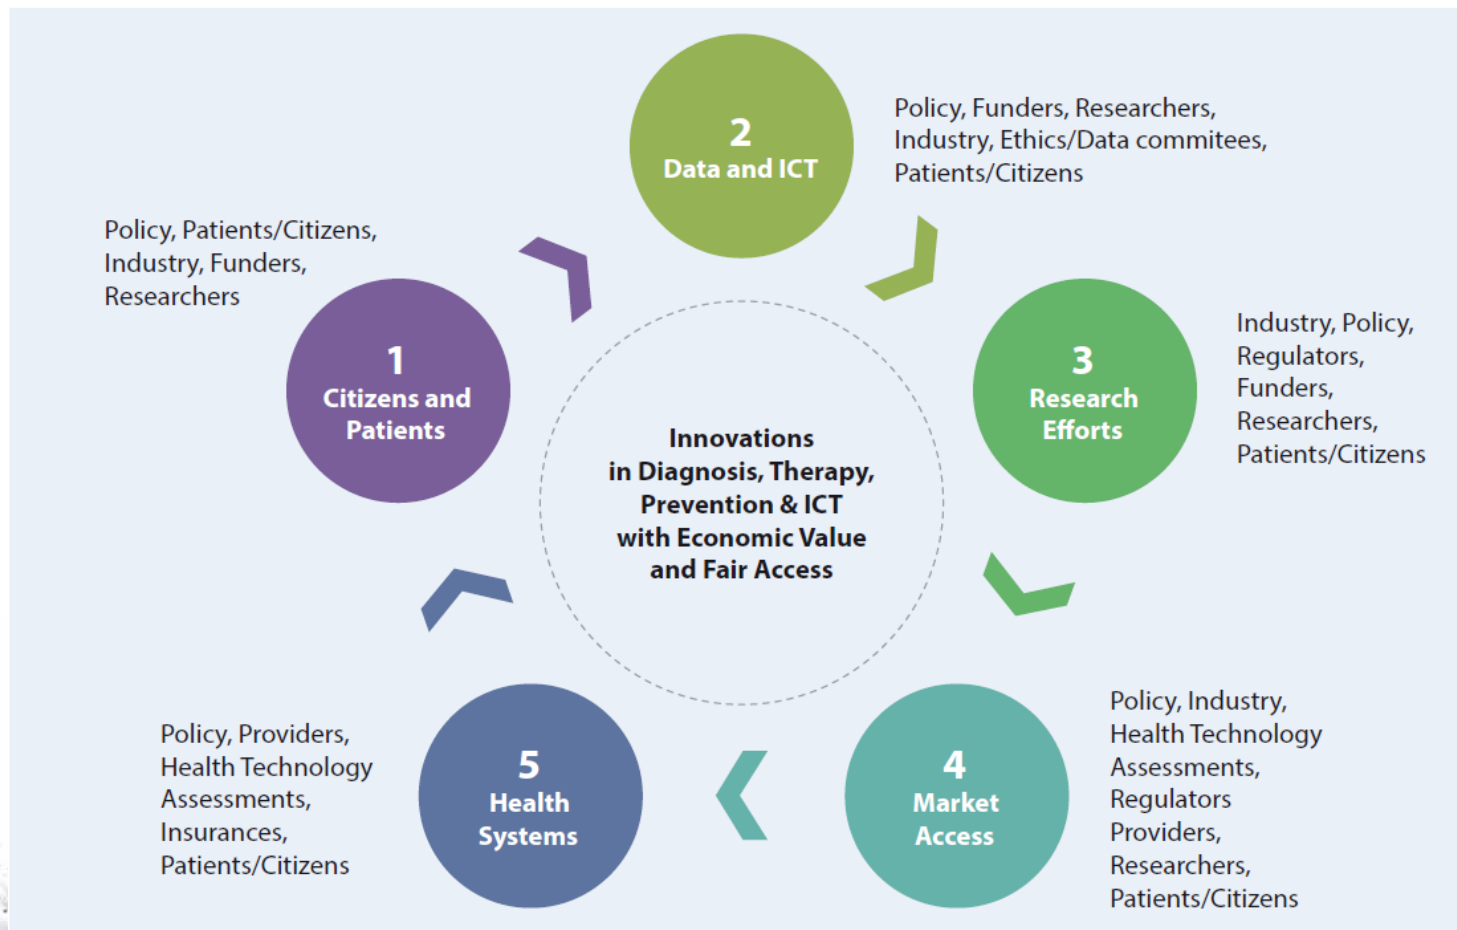 2
Data and ICT
Policy, Funders, Researchers,
Industry, Ethics/Data commitees,
Patients/Citizens
Policy, Patients/Citizens,
Industry, Funders,
Researchers
1
Citizens and
Patients
3
Research
Efforts
Industry, Policy,
Regulators,
Funders,
Researchers,
Patients/Citizens
Innovations
in Diagnosis, Therapy,
Prevention & ICT
with Economic Value
and Fair Access
Policy, Providers,
Health Technology
Assessments,
Insurances,
Patients/Citizens
5
Health
Systems
4
Market
Access
Policy, Industry,
Health Technology
Assessments,
Regulators
Providers,
Researchers,
Patients/Citizens